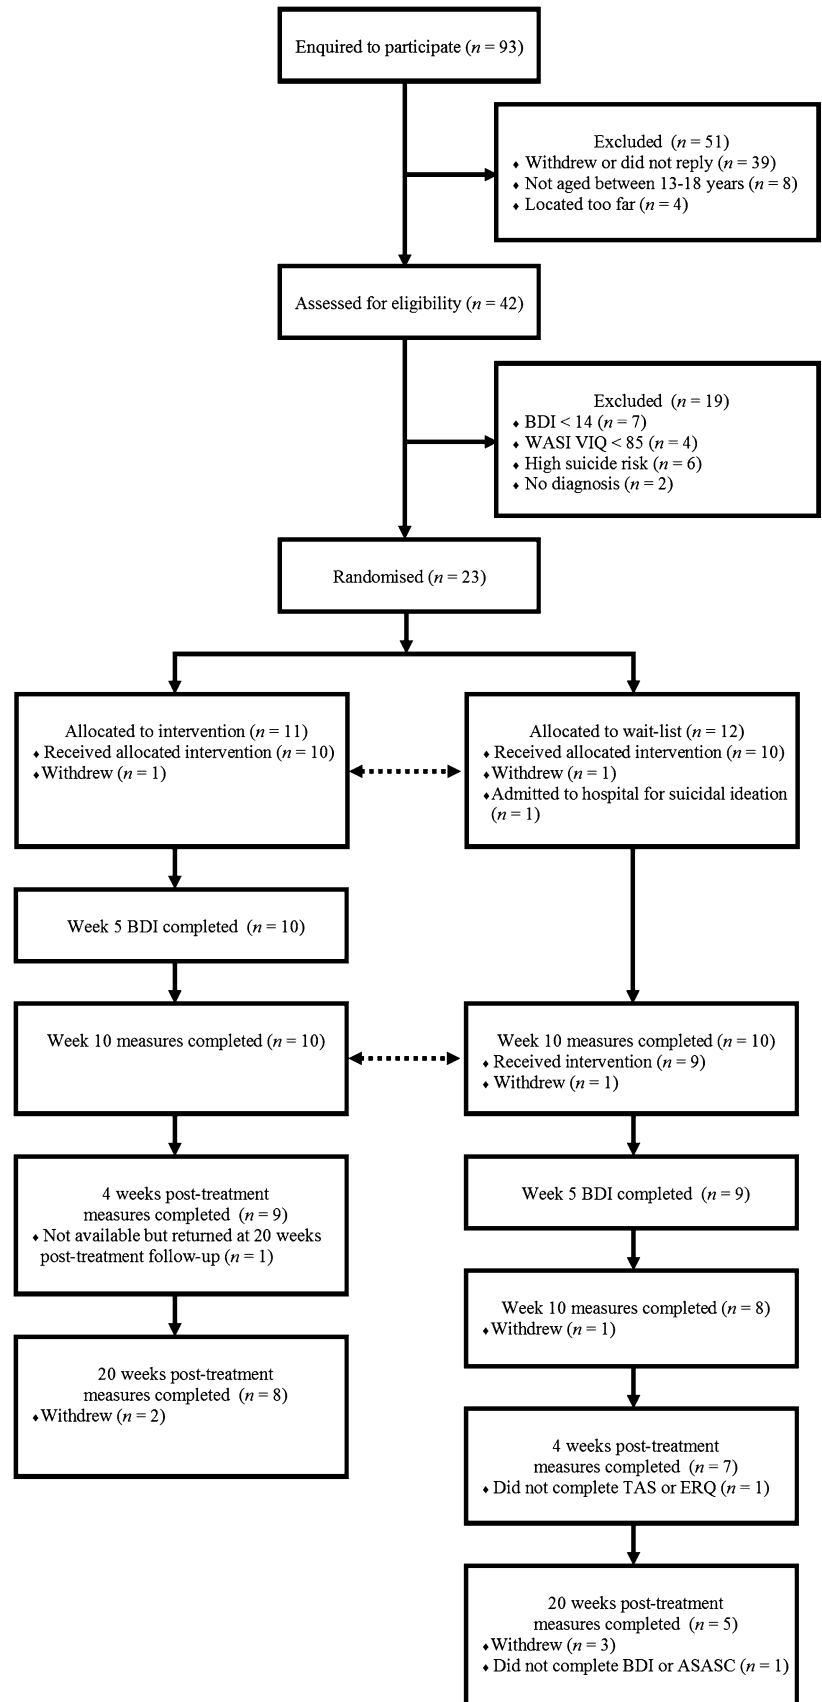 Enquired to participate (n = 93)
Excluded (n = 51)
♦ Withdrew or did not reply (n = 39)
♦ Not aged between 13-18 years (n = 8)
♦ Located too far (n = 4)
Assessed for eligibility (n = 42)
Excluded (n = 19)
♦ BDI < 14 (n = 7)
♦ WASI VIQ < 85 (n = 4)
♦ High suicide risk (n = 6)
♦ No diagnosis (n = 2)
Randomised (n = 23)
Allocated to intervention (n = 11)
♦ Received allocated intervention (n = 10)
♦ Withdrew (n = 1)
Allocated to wait-list (n = 12)
♦ Received allocated intervention (n = 10)
♦ Withdrew (n = 1)
♦ Admitted to hospital for suicidal ideation
(n = 1)
Week 5 BDI completed (n = 10)
Week 10 measures completed (n = 10)
Week 10 measures completed (n = 10)
♦ Received intervention (n = 9)
♦ Withdrew (n = 1)
4 weeks post-treatment
measures completed (n = 9)
♦ Not available but returned at 20 weeks
post-treatment follow-up (n = 1)
Week 5 BDI completed (n = 9)
Week 10 measures completed (n = 8)
♦ Withdrew (n = 1)
20 weeks post-treatment
measures completed (n = 8)
♦ Withdrew (n = 2)
4 weeks post-treatment
measures completed (n = 7)
♦ Did not complete TAS or ERQ (n = 1)
20 weeks post-treatment
measures completed (n = 5)
♦ Withdrew (n = 3)
♦ Did not complete BDI or ASASC (n = 1)